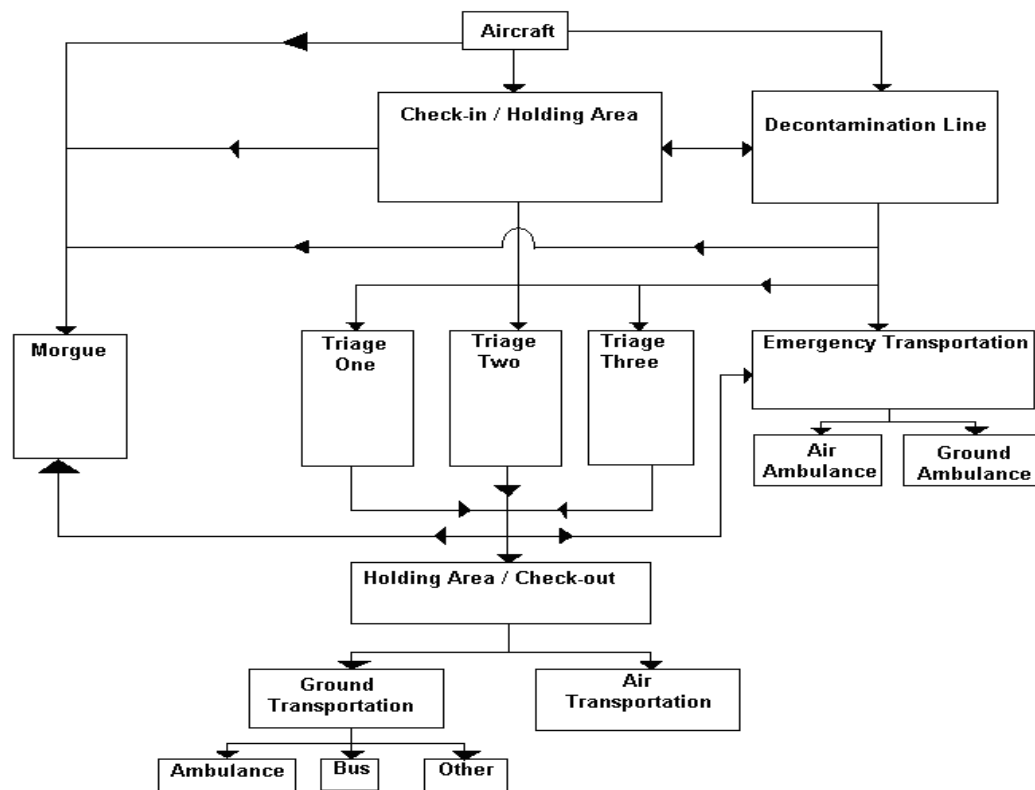 Aircraft
Check-in / Holding Area
Decontamination Line
Morgue
Triage
One
Triage
Two
Triage
Three
Emergency Transportation
Air
Ambulance
Ground
Ambulance
Holding Area / Check-out
Ground
Transportation
Air
Transportation
Ambulance
Bus
Other